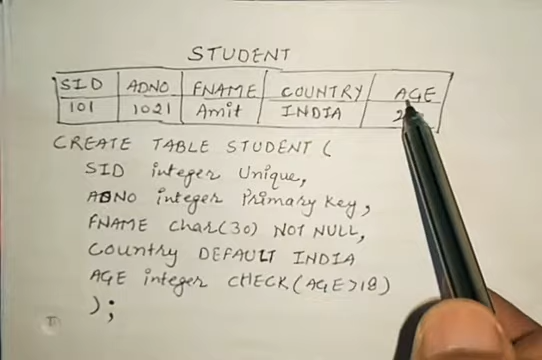 STUDENT
SID ADNO FNAME COUNTRY AGE
101 1021 Amit INDIA
CREATE TABLE STUDENT (
SID integer Unique,
ADNO integer Primary Key,
FNAME char(30) NOT NULL,
Country DEFAULT INDIA
AGE integer CHECK (AGE>18)
);